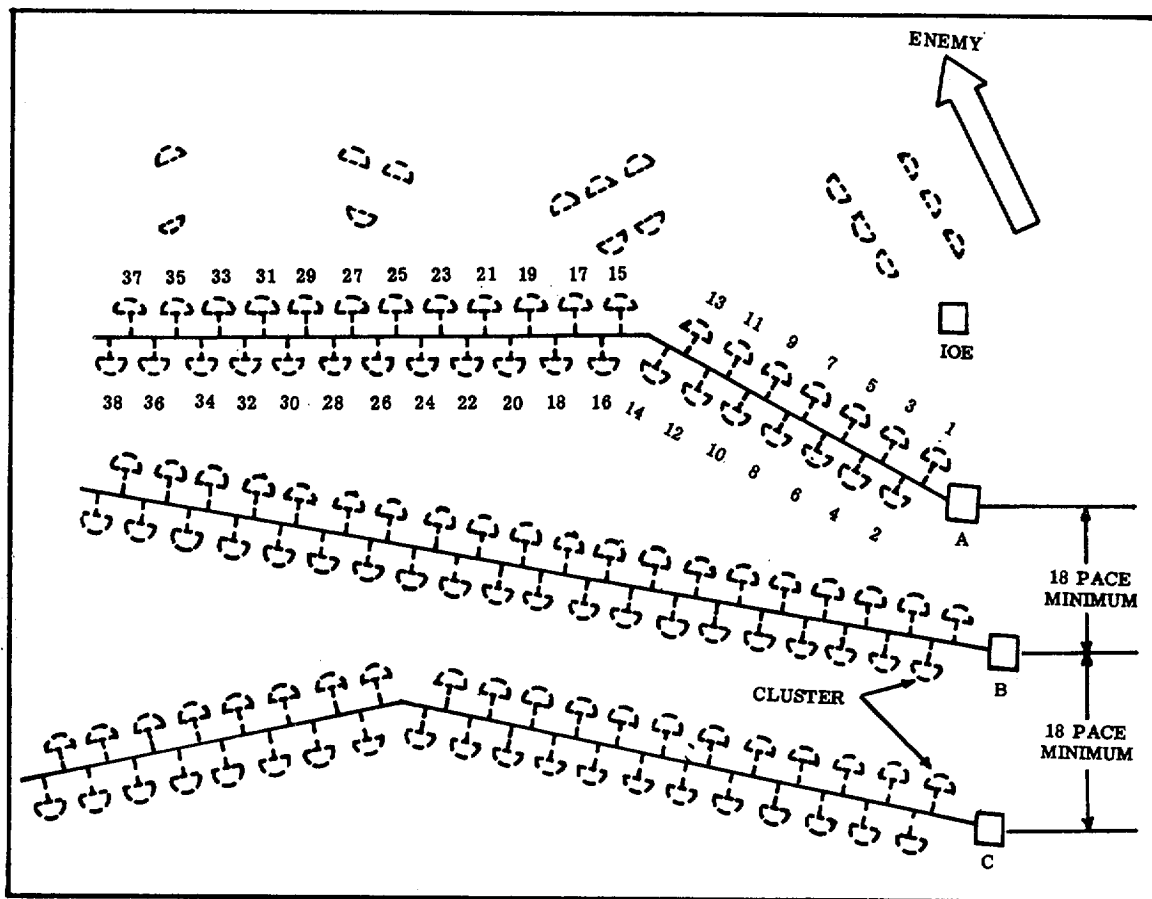 ENEMY
37 35 33 31 29 27 25 23 21 19 17 15
13 11 9 7 5 3 1
IOE
38 36 34 32 30 28 26 24 22 20 18 16
14 12 10 8 6 4 2
A
18 PACE
MINIMUM
B
CLUSTER
18 PACE
MINIMUM
C